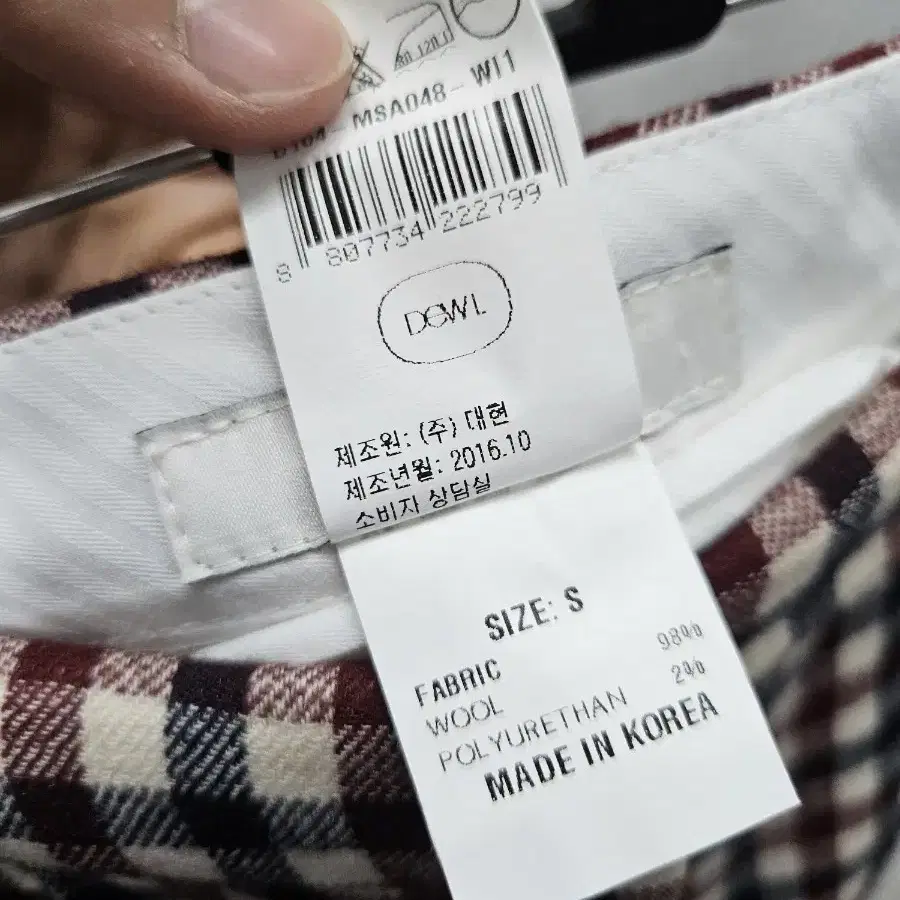 MSA048-WI1
8 807734 222799
DEWL
제조원: (주) 대현
제조년월: 2016.10
소비자 상담실
SIZE: S
FABRIC
WOOL 98%
POLYURETHAN 2%
MADE IN KOREA